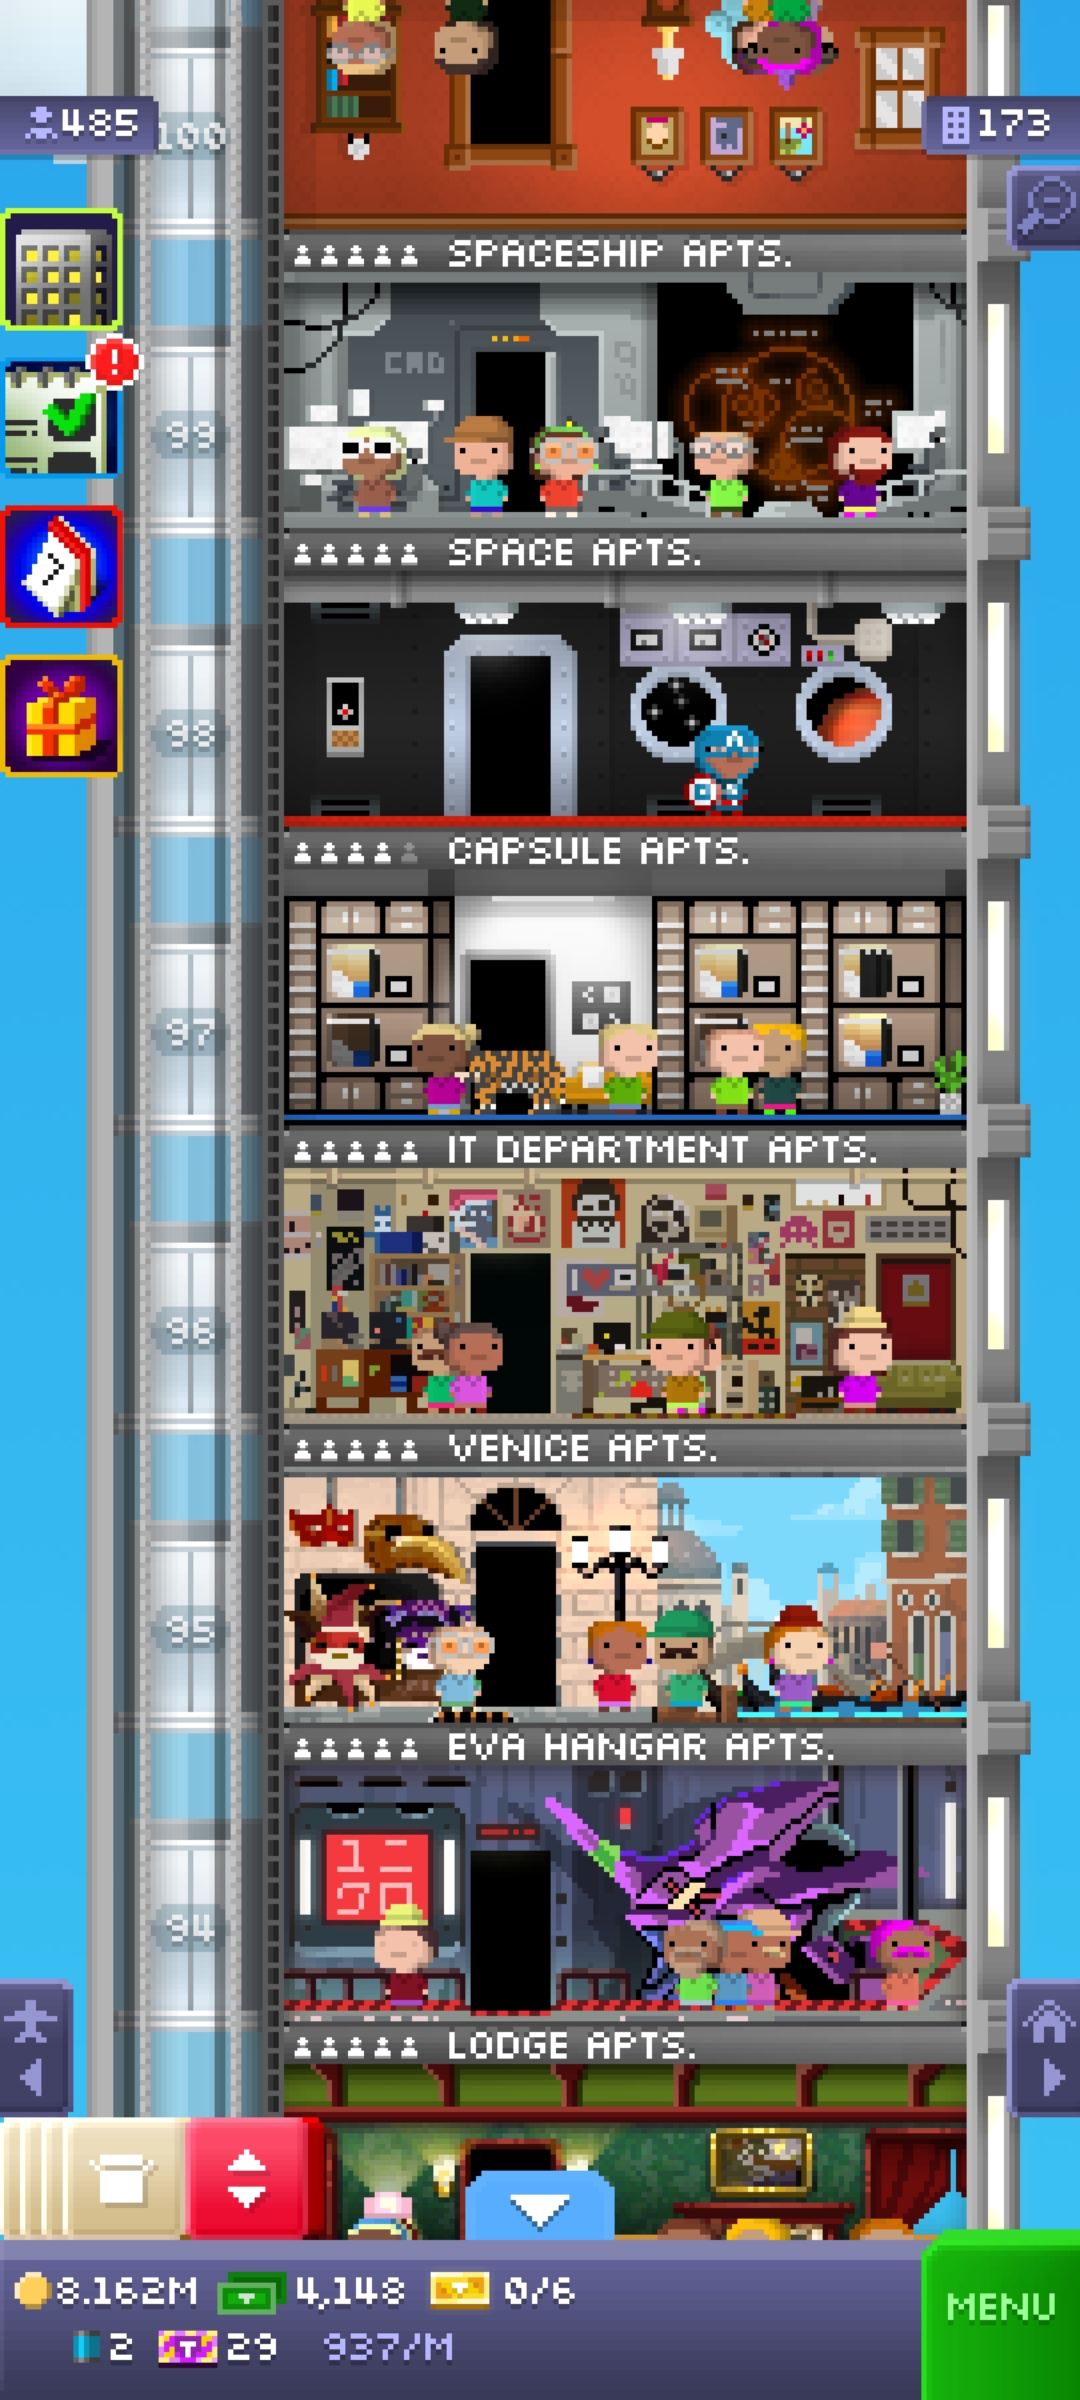 485
100
173
SPACESHIP APTS.
CMD
99
SPACE APTS.
98
CAPSULE APTS.
97
IT DEPARTMENT APTS.
96
VENICE APTS.
95
EVA HANGAR APTS.
94
LODGE APTS.
8.162M 4,148 0/6
2 29 937/M
MENU